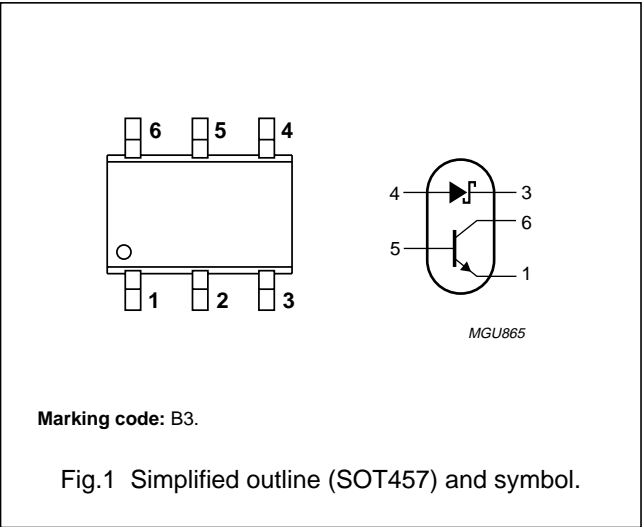 6 5 4
1 2 3
4 3
6
5
1
MGU865
Marking code: B3.
Fig.1 Simplified outline (SOT457) and symbol.